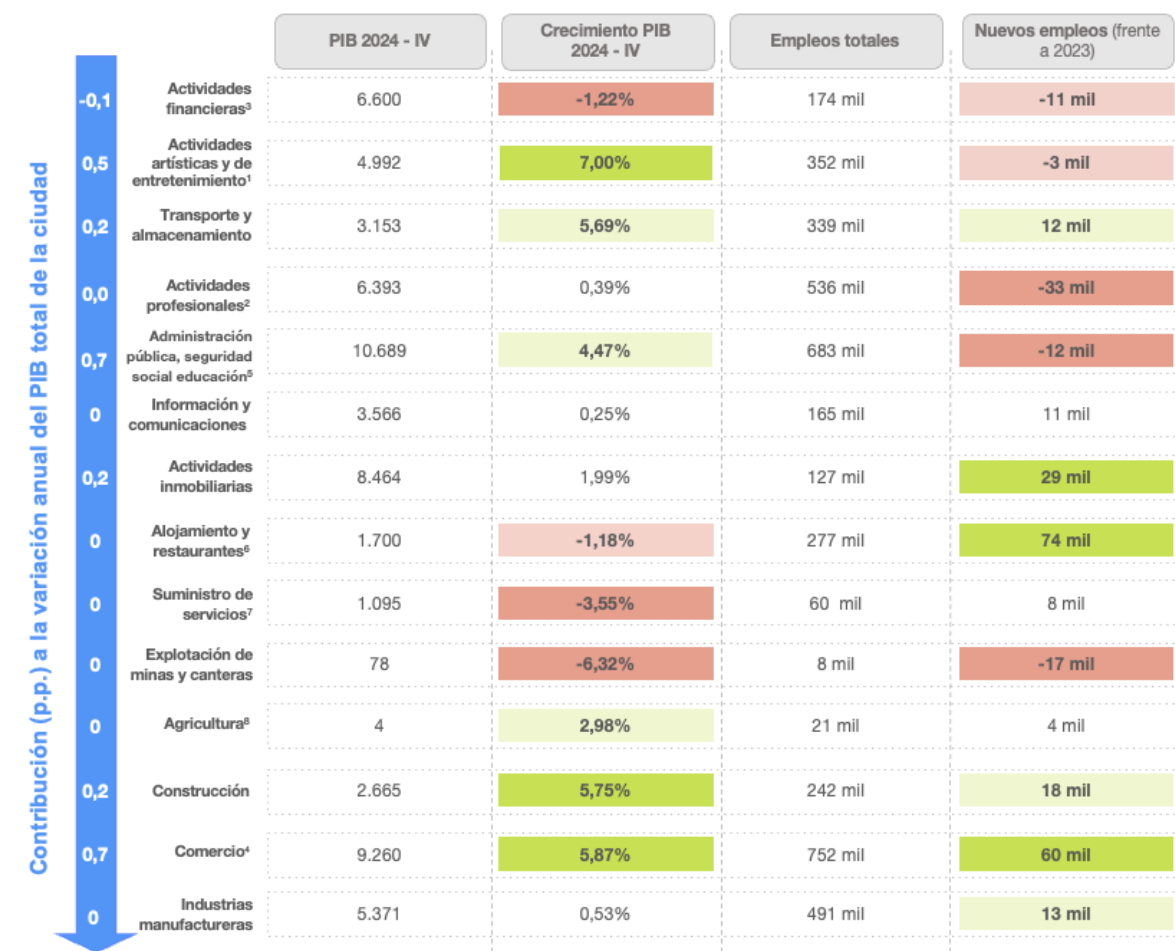 PIB 2024 - IV
Crecimiento PIB
2024 - IV
Empleos totales
Nuevos empleos (frente
a 2023)
Contribución (p.p.) a la variación anual del PIB total de la ciudad
-0,1
Actividades
financieras³
6.600
-1,22%
174 mil
-11 mil
0,5
Actividades
artísticas y de
entretenimiento¹
4.992
7,00%
352 mil
-3 mil
0,2
Transporte y
almacenamiento
3.153
5,69%
339 mil
12 mil
0,0
Actividades
profesionales²
6.393
0,39%
536 mil
-33 mil
0,7
Administración
pública, seguridad
social educación⁵
10.689
4,47%
683 mil
-12 mil
0
Información y
comunicaciones
3.566
0,25%
165 mil
11 mil
0,2
Actividades
inmobiliarias
8.464
1,99%
127 mil
29 mil
0
Alojamiento y
restaurantes⁶
1.700
-1,18%
277 mil
74 mil
0
Suministro de
servicios⁷
1.095
-3,55%
60 mil
8 mil
0
Explotación de
minas y canteras
78
-6,32%
8 mil
-17 mil
0
Agricultura⁸
4
2,98%
21 mil
4 mil
0,2
Construcción
2.665
5,75%
242 mil
18 mil
0,7
Comercio⁴
9.260
5,87%
752 mil
60 mil
0
Industrias
manufactureras
5.371
0,53%
491 mil
13 mil